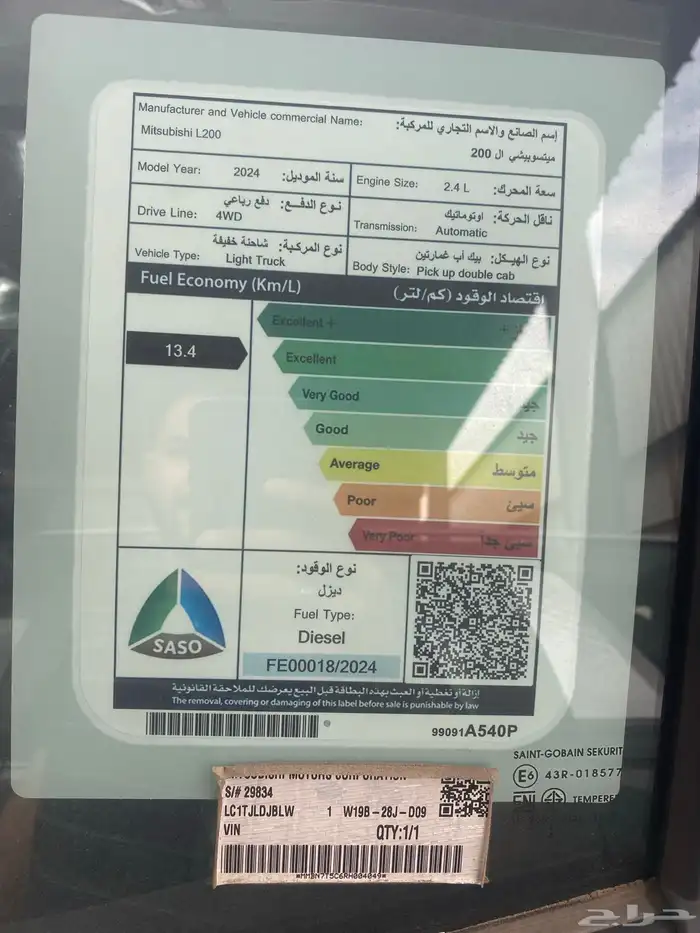 Manufacturer and Vehicle commercial Name: إسم الصانع والاسم التجاري للمركبة:
Mitsubishi L200
ميتسوبيشي ال 200
Model Year: 2024 سنة الموديل:
Engine Size: 2.4 L سعة المحرك:
نوع الدفع: دفع رباعي
Drive Line: 4WD
ناقل الحركة: اوتوماتيك
Transmission: Automatic
نوع المركبة: شاحنة خفيفة
Vehicle Type: Light Truck
نوع الهيكل: بيك أب غمارتين
Body Style: Pick up double cab
Fuel Economy (Km/L) اقتصاد الوقود (كم/لتر)
Excellent +
13.4
Excellent
Very Good
Good جيد
Average متوسط
Poor سيئ
Very Poor سيئ جداً
SASO
نوع الوقود:
ديزل
Fuel Type:
Diesel
FE00018/2024
إزالة أو تغطية أو العبث بهذه البطاقة قبل البيع يعرضك للملاحقة القانونية
The removal, covering or damaging of this label before sale is punishable by law
99091A540P
SAINT-GOBAIN SEKURIT
E6 43R-018577
TEMPERE
MITSUBISHI MOTORS CORPORATION
S/# 29834
LC1TJLDJBLW 1 W19B-28J-D09
VIN QTY:1/1
*MMBN7T5C6RH004049*
حراج